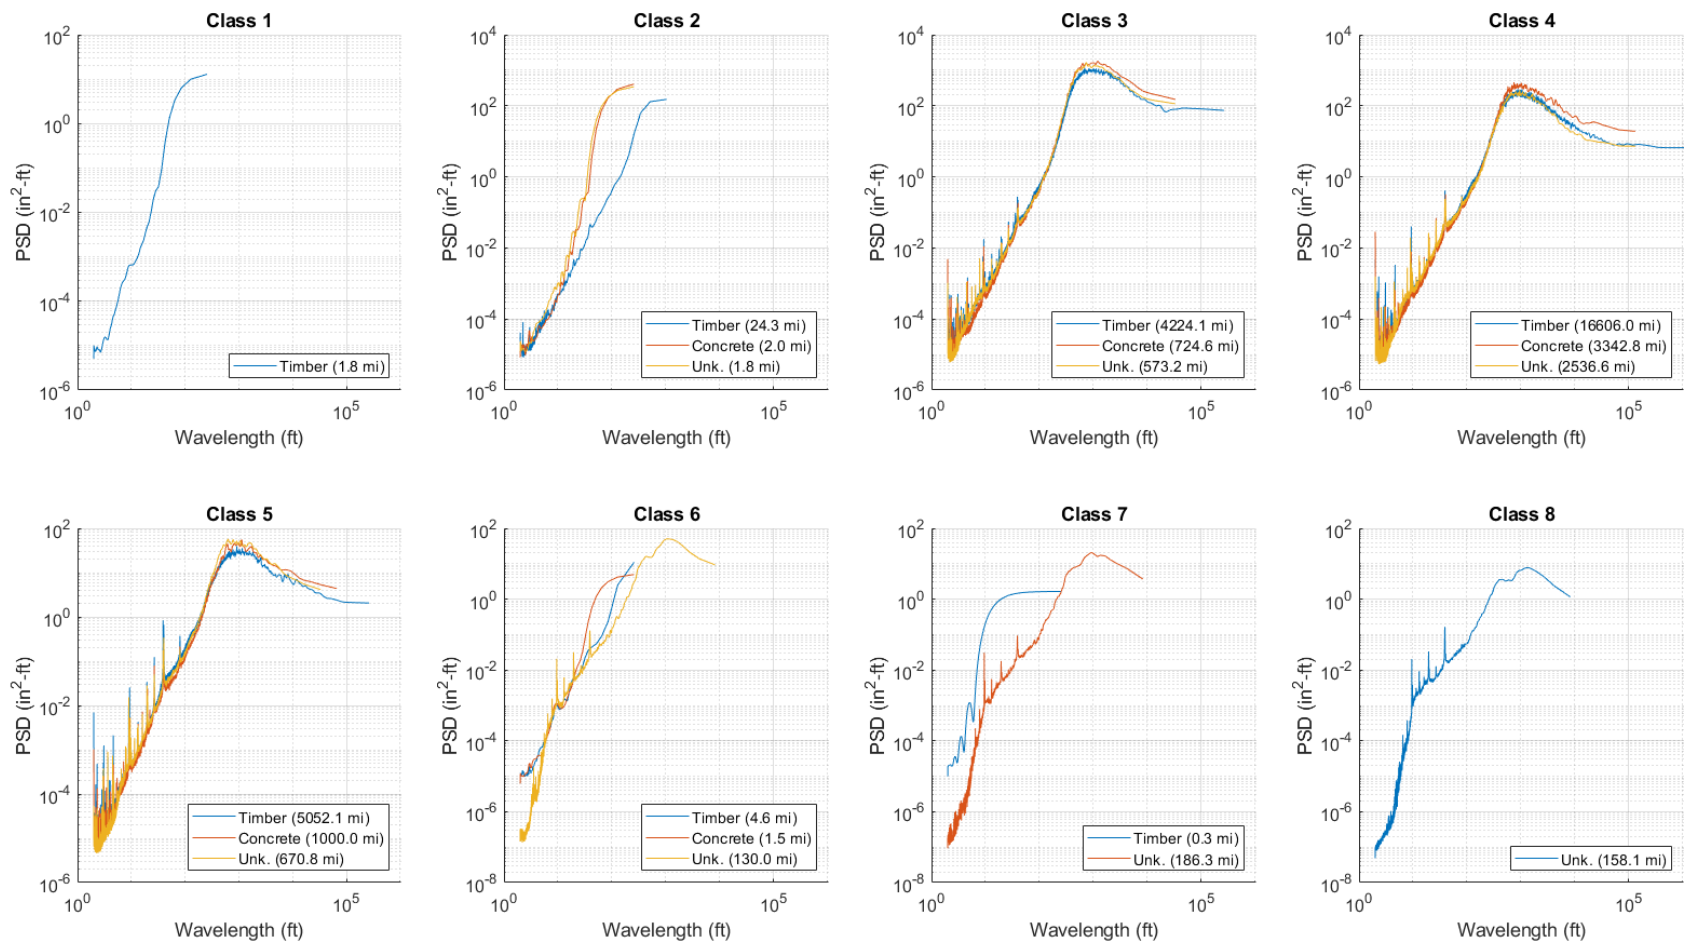 Class 1
10^2
10^0
10^-2
10^-4
10^-6
PSD (in^2-ft)
Timber (1.8 mi)
10^0
10^5
Wavelength (ft)
Class 2
10^4
10^2
10^0
10^-2
10^-4
10^-6
PSD (in^2-ft)
Timber (24.3 mi)
Concrete (2.0 mi)
Unk. (1.8 mi)
10^0
10^5
Wavelength (ft)
Class 3
10^4
10^2
10^0
10^-2
10^-4
10^-6
PSD (in^2-ft)
Timber (4224.1 mi)
Concrete (724.6 mi)
Unk. (573.2 mi)
10^0
10^5
Wavelength (ft)
Class 4
10^4
10^2
10^0
10^-2
10^-4
10^-6
PSD (in^2-ft)
Timber (16606.0 mi)
Concrete (3342.8 mi)
Unk. (2536.6 mi)
10^0
10^5
Wavelength (ft)
Class 5
10^2
10^0
10^-2
10^-4
10^-6
PSD (in^2-ft)
Timber (5052.1 mi)
Concrete (1000.0 mi)
Unk. (670.8 mi)
10^0
10^5
Wavelength (ft)
Class 6
10^2
10^0
10^-2
10^-4
10^-6
10^-8
PSD (in^2-ft)
Timber (4.6 mi)
Concrete (1.5 mi)
Unk. (130.0 mi)
10^0
10^5
Wavelength (ft)
Class 7
10^2
10^0
10^-2
10^-4
10^-6
10^-8
PSD (in^2-ft)
Timber (0.3 mi)
Unk. (186.3 mi)
10^0
10^5
Wavelength (ft)
Class 8
10^2
10^0
10^-2
10^-4
10^-6
10^-8
PSD (in^2-ft)
Unk. (158.1 mi)
10^0
10^5
Wavelength (ft)